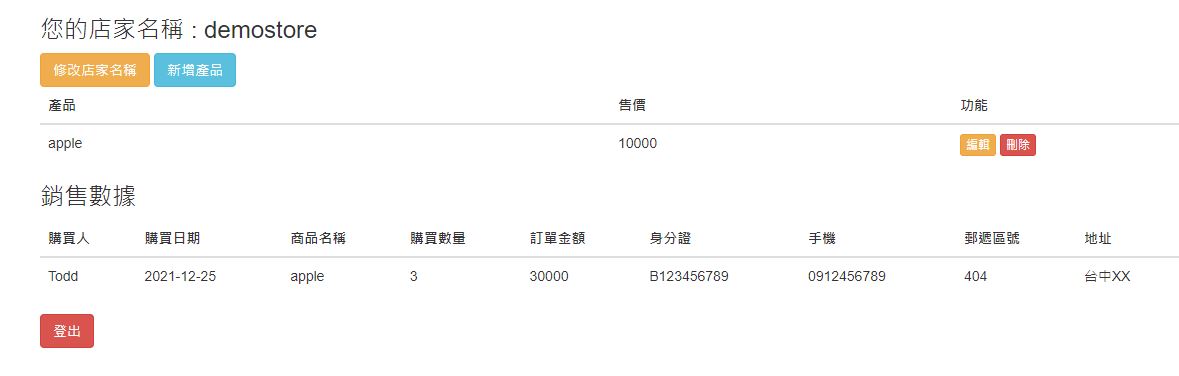 您的店家名稱 : demostore
修改店家名稱 新增產品
產品 售價 功能
apple 10000 編輯 刪除
銷售數據
購買人 購買日期 商品名稱 購買數量 訂單金額 身分證 手機 郵遞區號 地址
Todd 2021-12-25 apple 3 30000 B123456789 0912456789 404 台中XX
登出